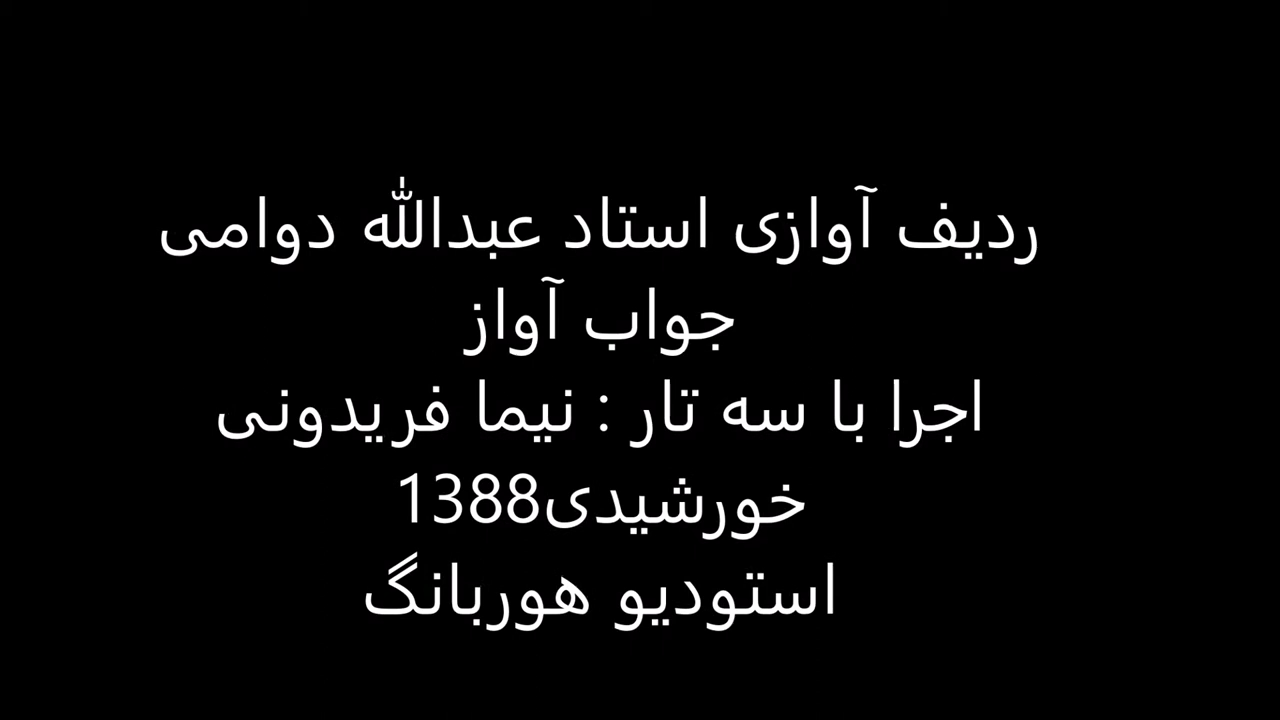 ردیف آوازی استاد عبدالله دوامی
جواب آواز
اجرا با سه تار : نیما فریدونی
خورشیدی1388
استودیو هوربانگ